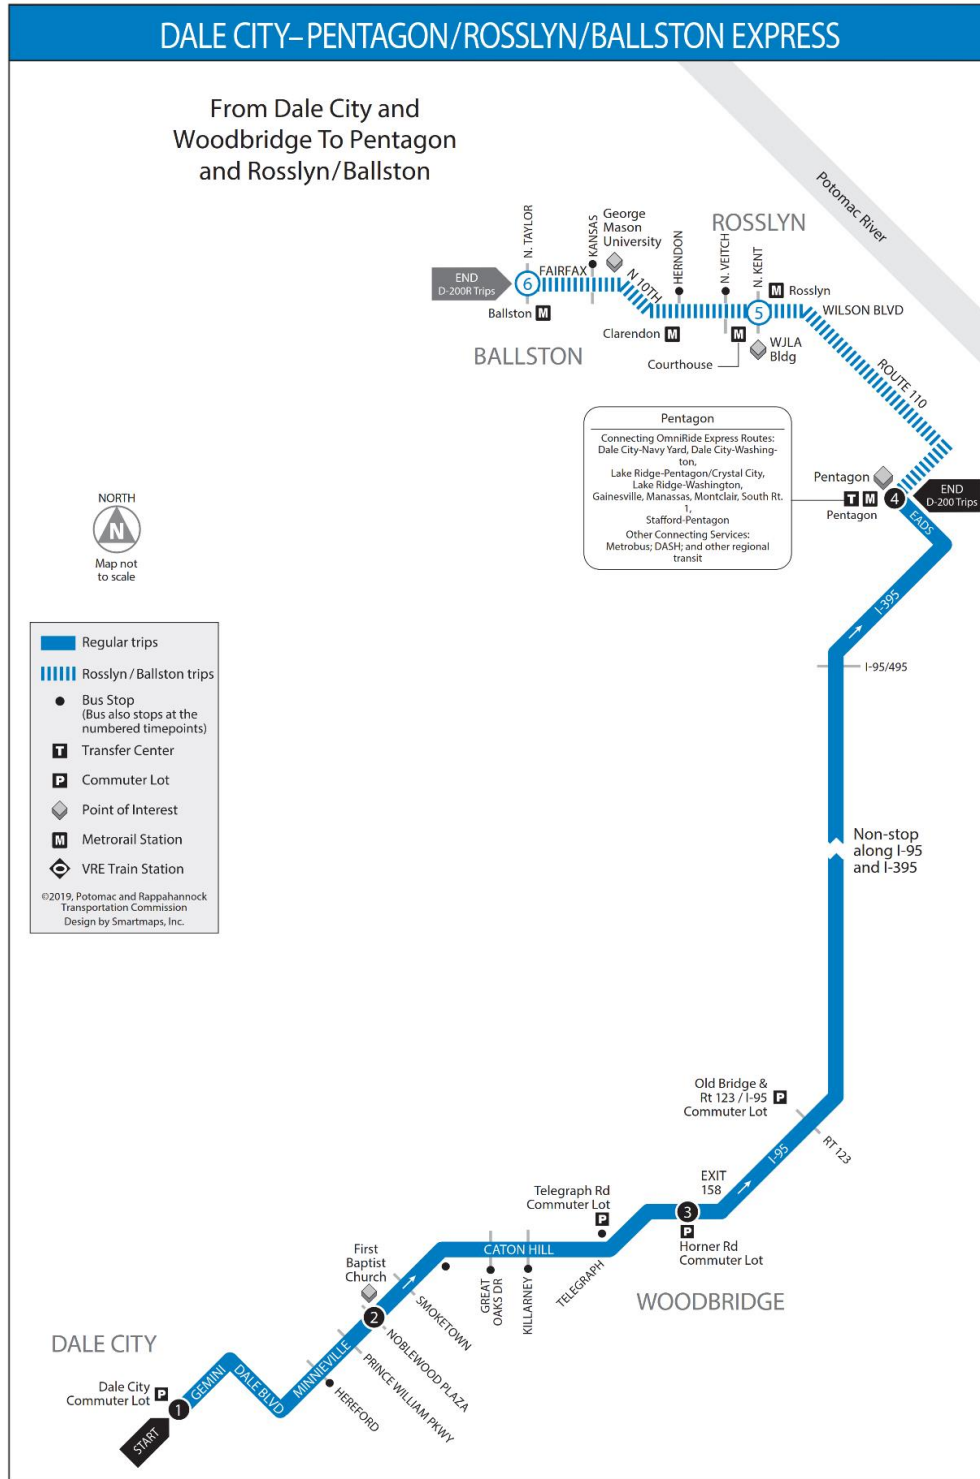 DALE CITY–PENTAGON/ROSSLYN/BALLSTON EXPRESS
From Dale City and
Woodbridge To Pentagon
and Rosslyn/Ballston
Potomac River
ROSSLYN
N. TAYLOR
KANSAS
George
Mason
University
HERNDON
N. VEITCH
N. KENT
END
D-200R Trips
6
FAIRFAX
N 10TH
M Rosslyn
Ballston M
5
WILSON BLVD
Clarendon M
M
Courthouse
WJLA
Bldg
BALLSTON
ROUTE 110
Pentagon
Connecting OmniRide Express Routes:
Dale City-Navy Yard, Dale City-Washing-
ton,
Lake Ridge-Pentagon/Crystal City,
Lake Ridge-Washington,
Gainesville, Manassas, Montclair, South Rt.
1,
Stafford-Pentagon
Other Connecting Services:
Metrobus; DASH; and other regional
transit
Pentagon
T M
Pentagon
4
END
D-200 Trips
EADS
NORTH
N
Map not
to scale
I-395
I-95/495
Regular trips
Rosslyn/Ballston trips
Bus Stop
(Bus also stops at the
numbered timepoints)
T Transfer Center
P Commuter Lot
Point of Interest
M Metrorail Station
VRE Train Station
©2019, Potomac and Rappahannock
Transportation Commission
Design by Smartmaps, Inc.
Non-stop
along I-95
and I-395
Old Bridge &
Rt 123 / I-95
Commuter Lot
P
RT 123
I-95
EXIT
158
Telegraph Rd
Commuter Lot
P
3
P
Horner Rd
Commuter Lot
WOODBRIDGE
TELEGRAPH
CATON HILL
KILLARNEY
GREAT
OAKS DR
First
Baptist
Church
SMOKETOWN
2
NOBLEWOOD PLAZA
PRINCE WILLIAM PKWY
MINNIEVILLE
HEREFORD
DALE CITY
DALE BLVD
GEMINI
Dale City
Commuter Lot
P
1
START